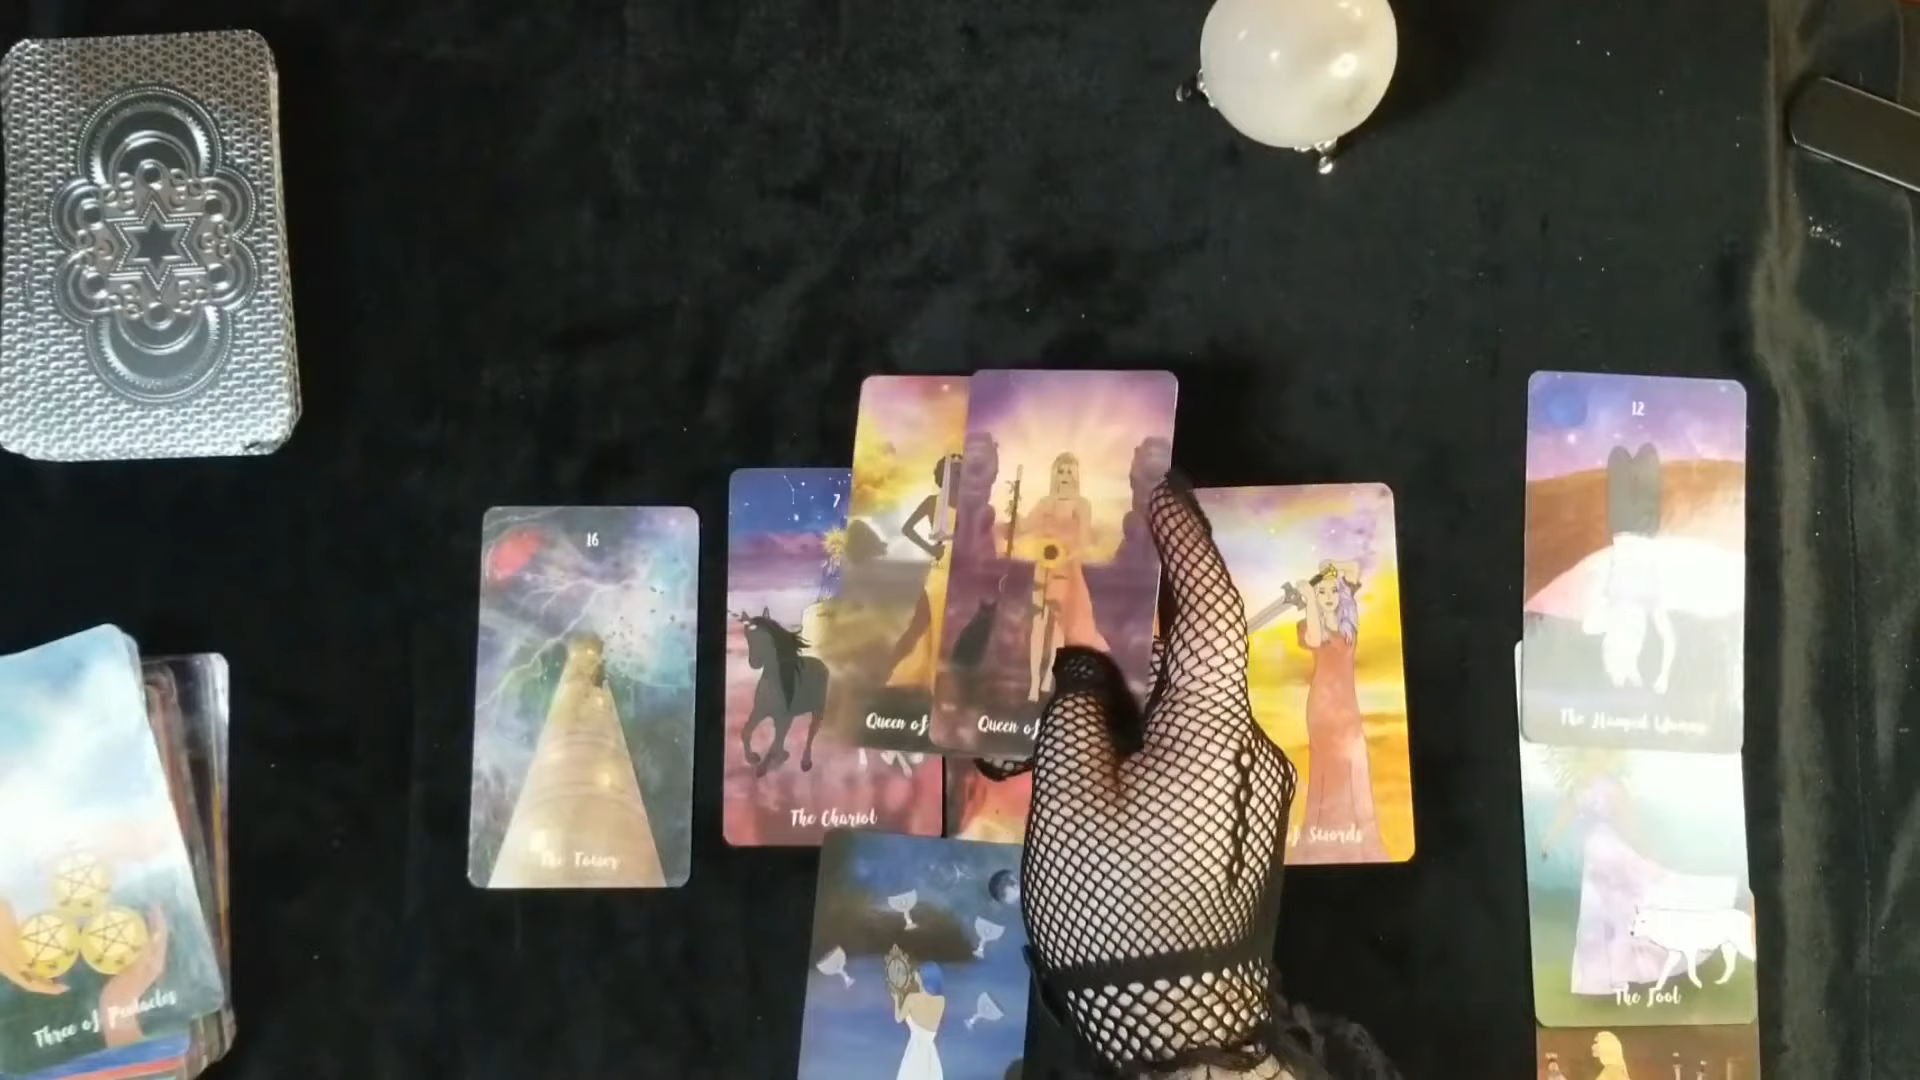 12
7
16
Queen of
Queen of
The Hanged Woman
The Chariot
of Swords
The Tower
The Fool
Three of Pentacles